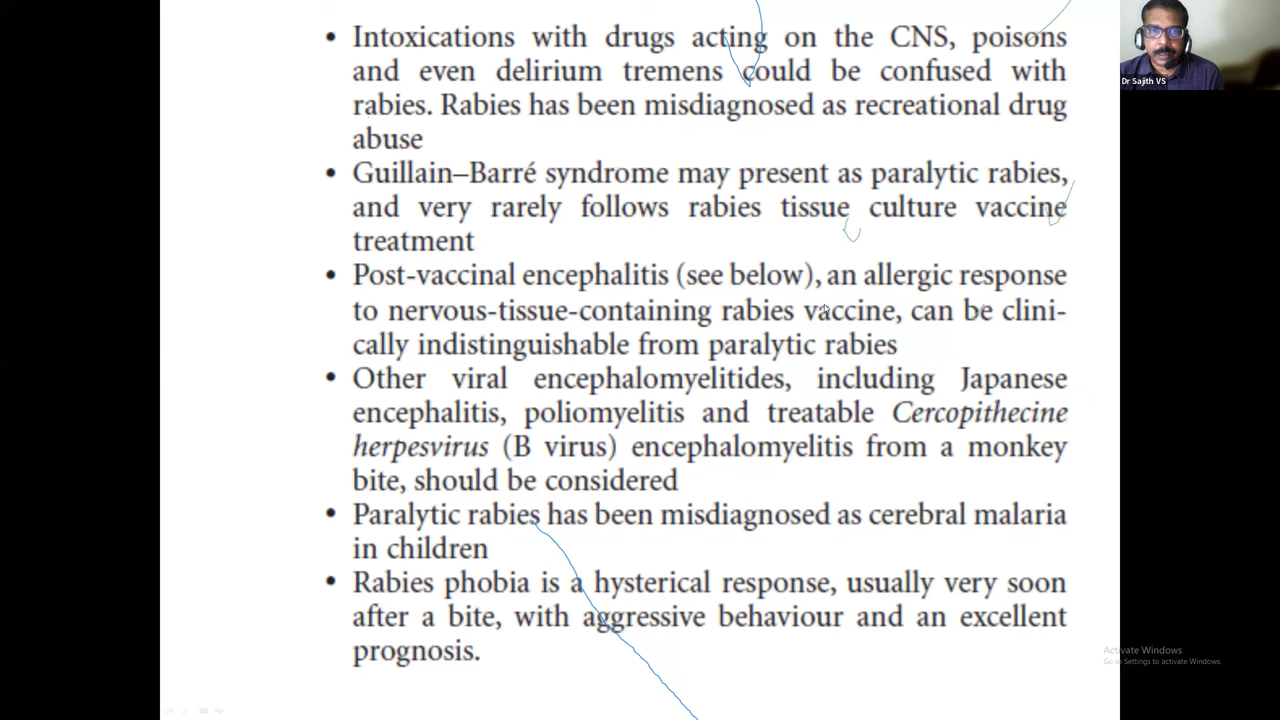 • Intoxications with drugs acting on the CNS, poisons
and even delirium tremens could be confused with
rabies. Rabies has been misdiagnosed as recreational drug
abuse
• Guillain–Barré syndrome may present as paralytic rabies,
and very rarely follows rabies tissue culture vaccine
treatment
• Post-vaccinal encephalitis (see below), an allergic response
to nervous-tissue-containing rabies vaccine, can be clini-
cally indistinguishable from paralytic rabies
• Other viral encephalomyelitides, including Japanese
encephalitis, poliomyelitis and treatable Cercopithecine
herpesvirus (B virus) encephalomyelitis from a monkey
bite, should be considered
• Paralytic rabies has been misdiagnosed as cerebral malaria
in children
• Rabies phobia is a hysterical response, usually very soon
after a bite, with aggressive behaviour and an excellent
prognosis.
Dr Sajith VS
Activate Windows
Go to Settings to activate Windows.